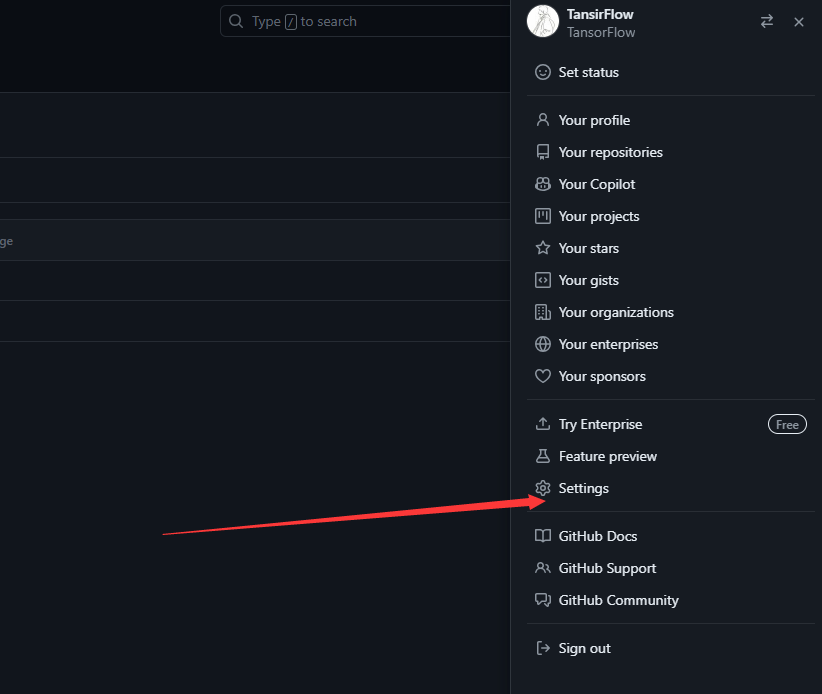 Type / to search
TansirFlow
TansorFlow
Set status
Your profile
Your repositories
Your Copilot
Your projects
ge
Your stars
Your gists
Your organizations
Your enterprises
Your sponsors
Try Enterprise Free
Feature preview
Settings
GitHub Docs
GitHub Support
GitHub Community
Sign out